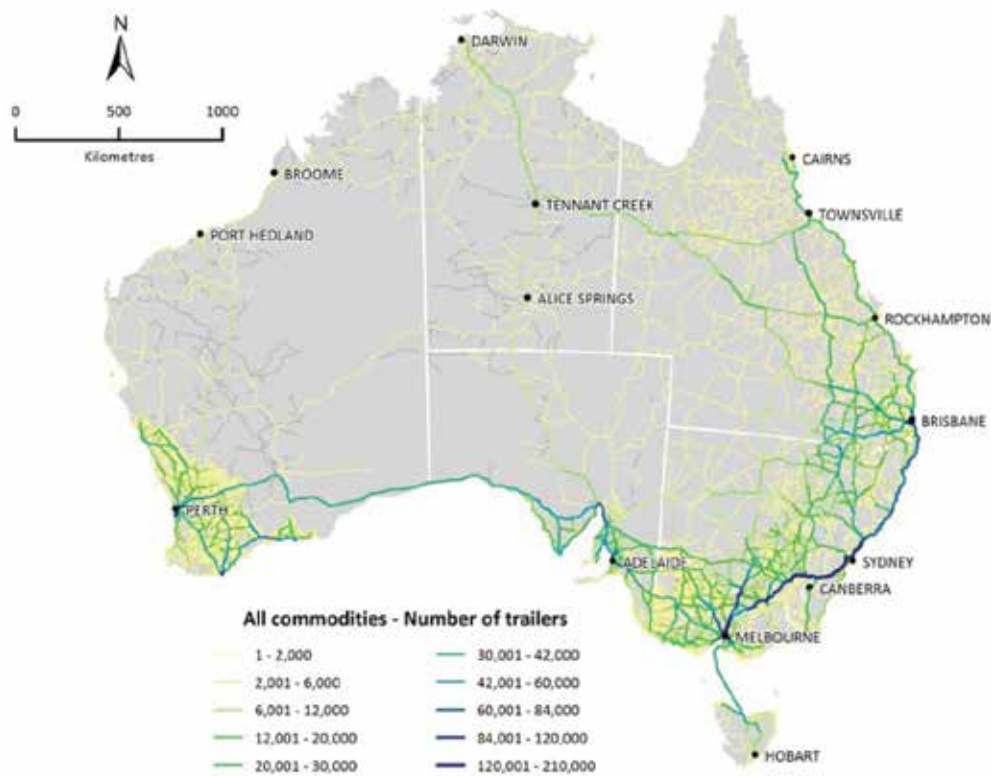 N
0 500 1000
Kilometres
DARWIN
CAIRNS
BROOME
TENNANT CREEK
TOWNSVILLE
PORT HEDLAND
ALICE SPRINGS
ROCKHAMPTON
BRISBANE
PERTH
ADELAIDE
SYDNEY
CANBERRA
MELBOURNE
HOBART
All commodities - Number of trailers
1 - 2,000
2,001 - 6,000
6,001 - 12,000
12,001 - 20,000
20,001 - 30,000
30,001 - 42,000
42,001 - 60,000
60,001 - 84,000
84,001 - 120,000
120,001 - 210,000